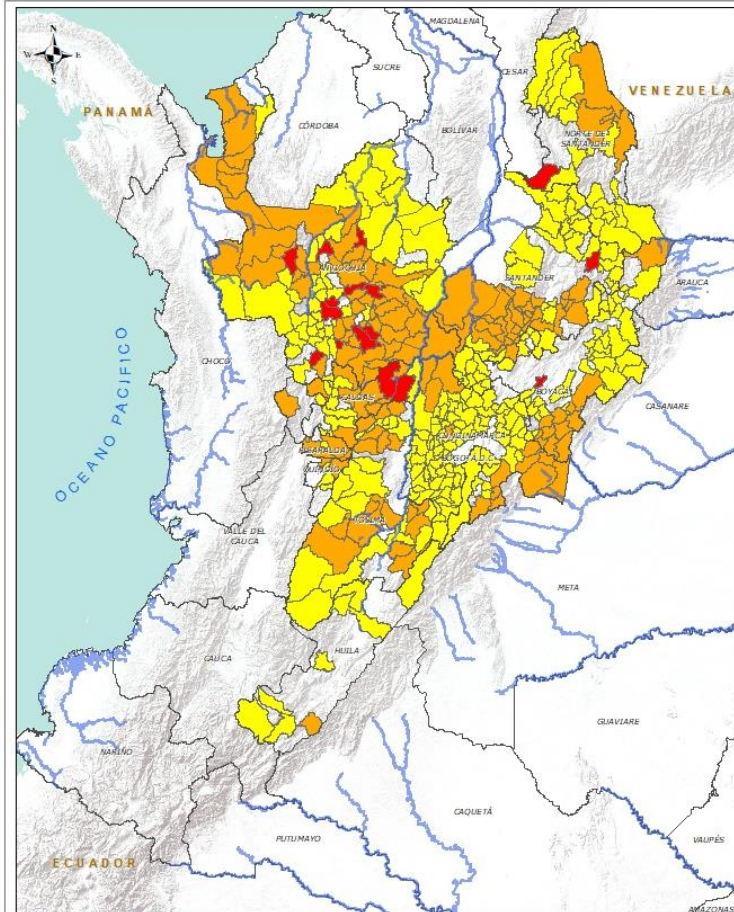 N
W E
S
MAGDALENA
SUCRE
CESAR
VENEZUELA
PANAMÁ
CÓRDOBA
BOLÍVAR
NORTE DE
SANTANDER
ANTIOQUIA
SANTANDER
ARAUCA
CHOCÓ
OCEANO PACIFICO
CALDAS
BOYACÁ
CASANARE
CUNDINAMARCA
RISARALDA
BOGOTÁ D.C.
QUINDIO
TOLIMA
VALLE DEL
CAUCA
META
CAUCA
HUILA
GUAVIARE
NARIÑO
CAQUETÁ
PUTUMAYO
VAUPÉS
ECUADOR
AMAZONAS